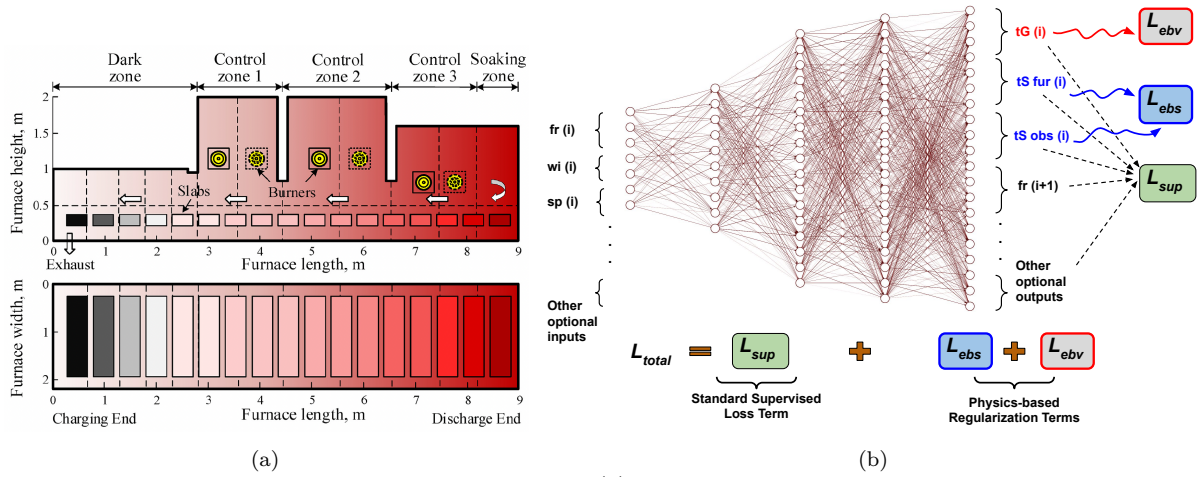 Dark zone
Control zone 1
Control zone 2
Control zone 3
Soaking zone
Furnace height, m
2
1.5
1
0.5
0
Slabs
Burners
0 1 2 3 4 5 6 7 8 9
Exhaust
Furnace length, m
Furnace width, m
0
1
2
0 1 2 3 4 5 6 7 8 9
Charging End
Furnace length, m
Discharge End
(a)
fr (i)
wi (i)
sp (i)
Other
optional
inputs
tG (i)
tS fur (i)
tS obs (i)
fr (i+1)
Other
optional
outputs
L_ebv
L_ebs
L_sup
L_total = L_sup + L_ebs + L_ebv
Standard Supervised
Loss Term
Physics-based
Regularization Terms
(b)